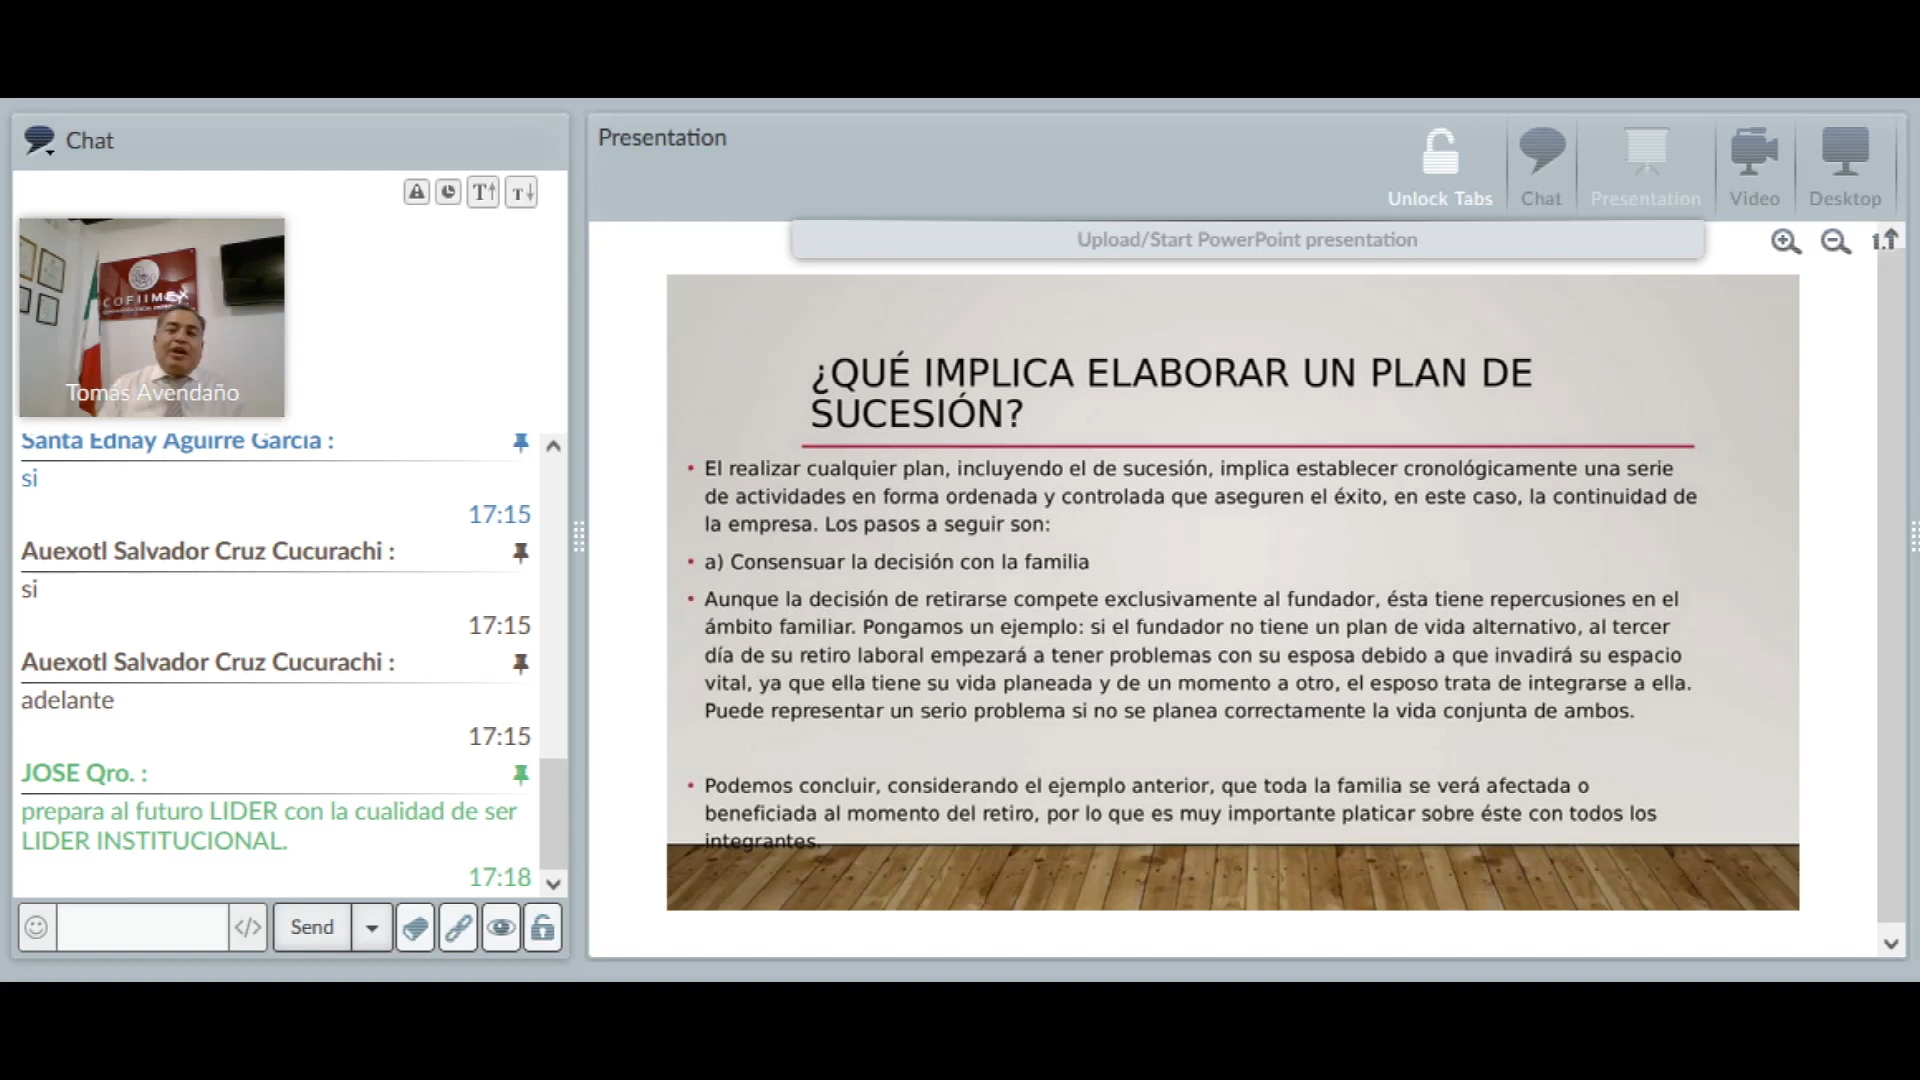 Chat
COFIIMEX
Tomás Avendaño
Santa Ednay Aguirre Garcia :
si
17:15
Auexotl Salvador Cruz Cucurachi :
si
17:15
Auexotl Salvador Cruz Cucurachi :
adelante
17:15
JOSE Qro. :
prepara al futuro LIDER con la cualidad de ser
LIDER INSTITUCIONAL.
17:18
Send
Presentation
Unlock Tabs
Chat
Presentation
Video
Desktop
Upload/Start PowerPoint presentation
¿QUÉ IMPLICA ELABORAR UN PLAN DE
SUCESIÓN?
• El realizar cualquier plan, incluyendo el de sucesión, implica establecer cronológicamente una serie
de actividades en forma ordenada y controlada que aseguren el éxito, en este caso, la continuidad de
la empresa. Los pasos a seguir son:
• a) Consensuar la decisión con la familia
• Aunque la decisión de retirarse compete exclusivamente al fundador, ésta tiene repercusiones en el
ámbito familiar. Pongamos un ejemplo: si el fundador no tiene un plan de vida alternativo, al tercer
día de su retiro laboral empezará a tener problemas con su esposa debido a que invadirá su espacio
vital, ya que ella tiene su vida planeada y de un momento a otro, el esposo trata de integrarse a ella.
Puede representar un serio problema si no se planea correctamente la vida conjunta de ambos.
• Podemos concluir, considerando el ejemplo anterior, que toda la familia se verá afectada o
beneficiada al momento del retiro, por lo que es muy importante platicar sobre éste con todos los
integrantes.